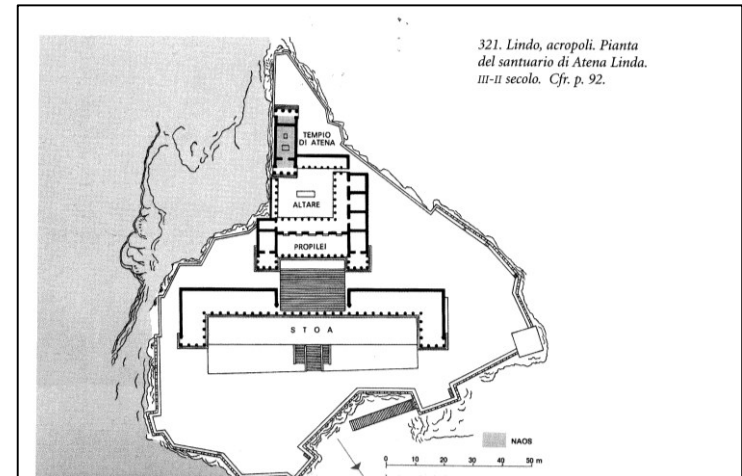 321. Lindo, acropoli. Pianta
del santuario di Atena Linda.
III-II secolo. Cfr. p. 92.
TEMPIO
DI ATENA
ALTARE
PROPILEI
STOA
NAOS
0 10 20 30 40 50 m